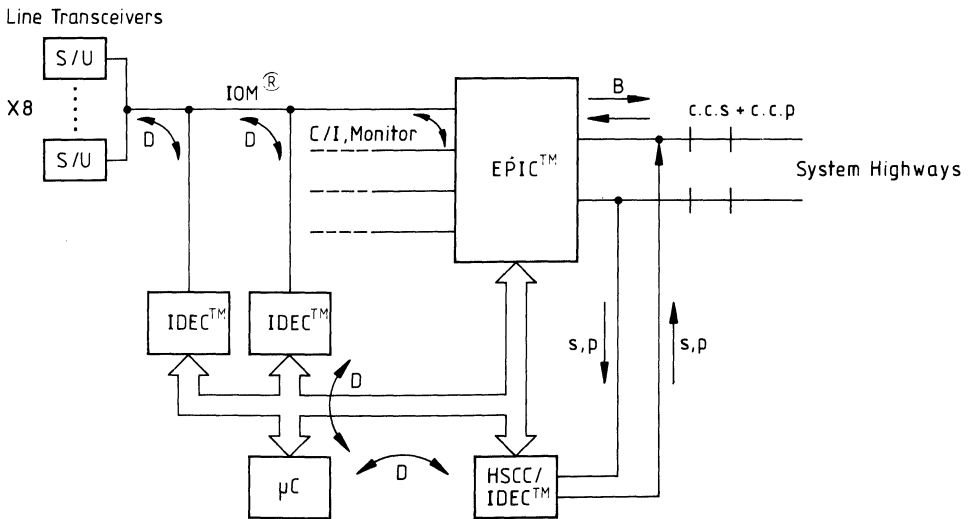 Line Transceivers
S/U
X8
S/U
IOM®
D
D
C/I, Monitor
EPIC™
B
c.c.s + c.c.p
System Highways
IDEC™
IDEC™
s,p
s,p
D
D
µC
HSCC/
IDEC™